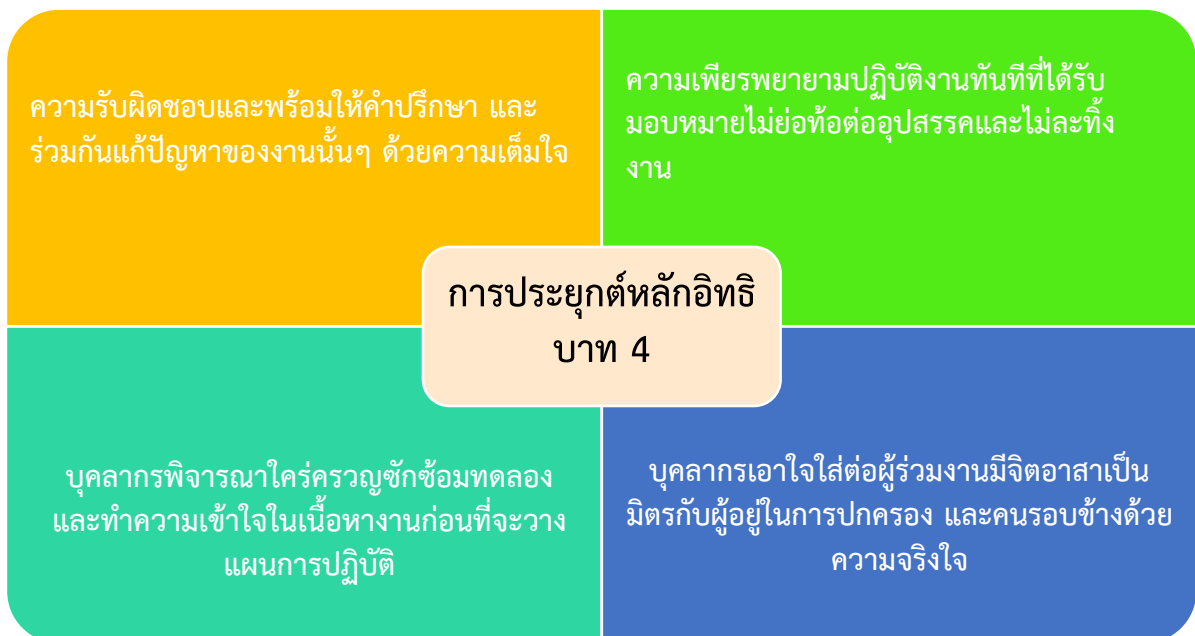 ความรับผิดชอบและพร้อมให้คำปรึกษา และ
ร่วมกันแก้ปัญหาของงานนั้นๆ ด้วยความเต็มใจ
ความเพียรพยายามปฏิบัติงานทันทีที่ได้รับ
มอบหมายไม่ย่อท้อต่ออุปสรรคและไม่ละทิ้ง
งาน
การประยุกต์หลักอิทธิ
บาท 4
บุคลากรพิจารณาใคร่ครวญซักซ้อมทดลอง
และทำความเข้าใจในเนื้อหางานก่อนที่จะวาง
แผนการปฏิบัติ
บุคลากรเอาใจใส่ต่อผู้ร่วมงานมีจิตอาสาเป็น
มิตรกับผู้อยู่ในการปกครอง และคนรอบข้างด้วย
ความจริงใจ